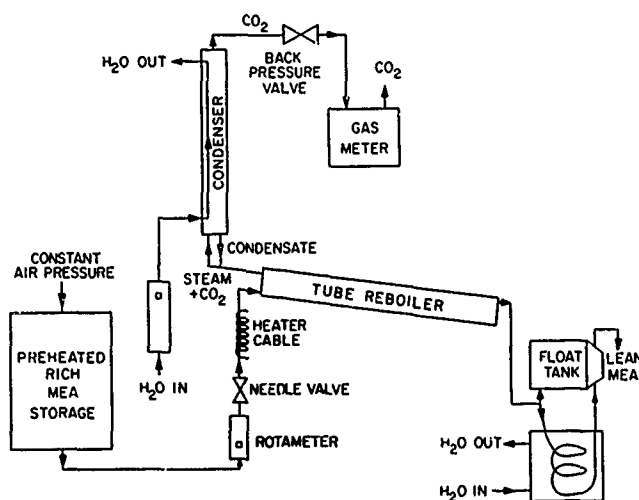 CO2
H2O OUT
BACK
PRESSURE
VALVE
CO2
GAS
METER
CONDENSER
CONDENSATE
CONSTANT
AIR PRESSURE
STEAM
+CO2
TUBE REBOILER
HEATER
CABLE
PREHEATED
RICH
MEA
STORAGE
H2O IN
NEEDLE VALVE
ROTAMETER
FLOAT
TANK
LEAN
MEA
H2O OUT
H2O IN